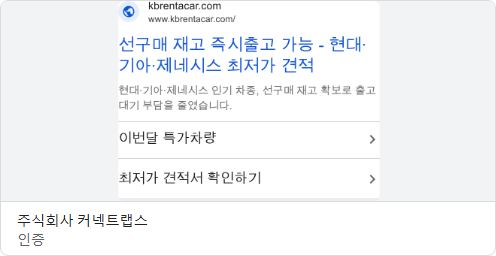 kbrentacar.com
www.kbrentacar.com/
선구매 재고 즉시출고 가능 - 현대·
기아·제네시스 최저가 견적
현대·기아·제네시스 인기 차종, 선구매 재고 확보로 출고
대기 부담을 줄였습니다.
이번달 특가차량
최저가 견적서 확인하기
주식회사 커넥트랩스
인증